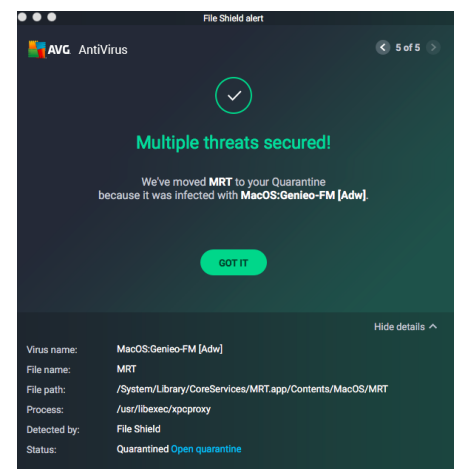 File Shield alert
AVG AntiVirus
5 of 5
Multiple threats secured!
We've moved MRT to your Quarantine
because it was infected with MacOS:Genieo-FM [Adw].
GOT IT
Hide details
Virus name: MacOS:Genieo-FM [Adw]
File name: MRT
File path: /System/Library/CoreServices/MRT.app/Contents/MacOS/MRT
Process: /usr/libexec/xpcproxy
Detected by: File Shield
Status: Quarantined Open quarantine